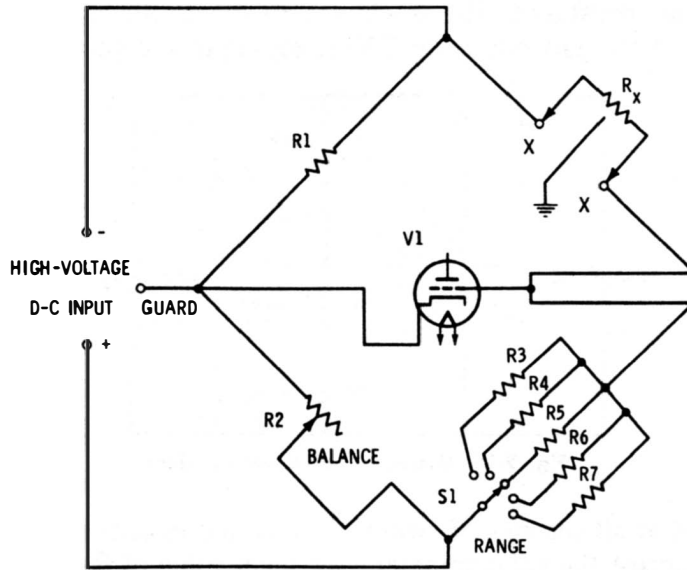 R1
Rx
X
X
V1
-
HIGH-VOLTAGE
D-C INPUT
GUARD
+
R2
BALANCE
R3
R4
R5
R6
R7
S1
RANGE